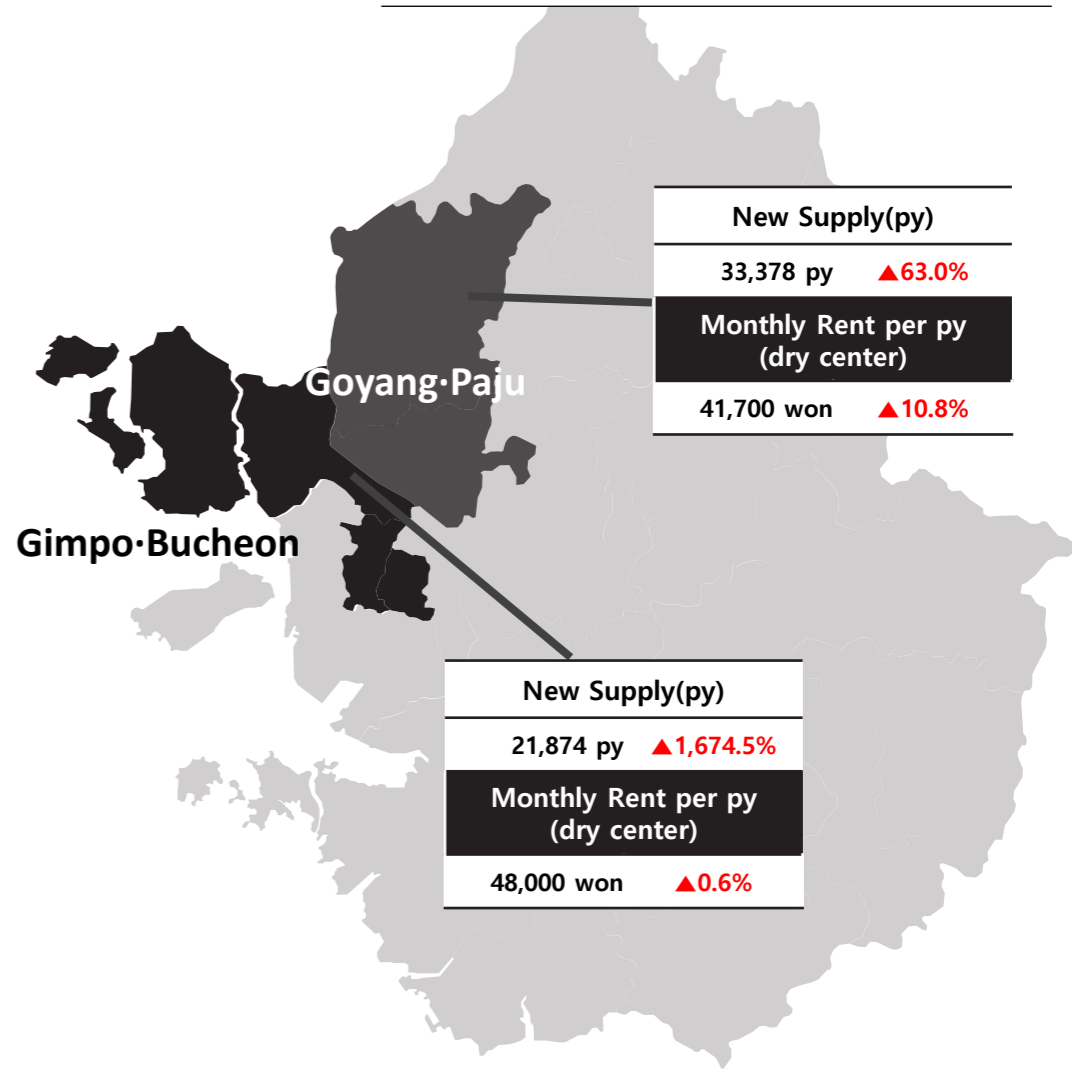 New Supply(py)
33,378 py ▲63.0%
Monthly Rent per py
(dry center)
41,700 won ▲10.8%
Goyang·Paju
Gimpo·Bucheon
New Supply(py)
21,874 py ▲1,674.5%
Monthly Rent per py
(dry center)
48,000 won ▲0.6%